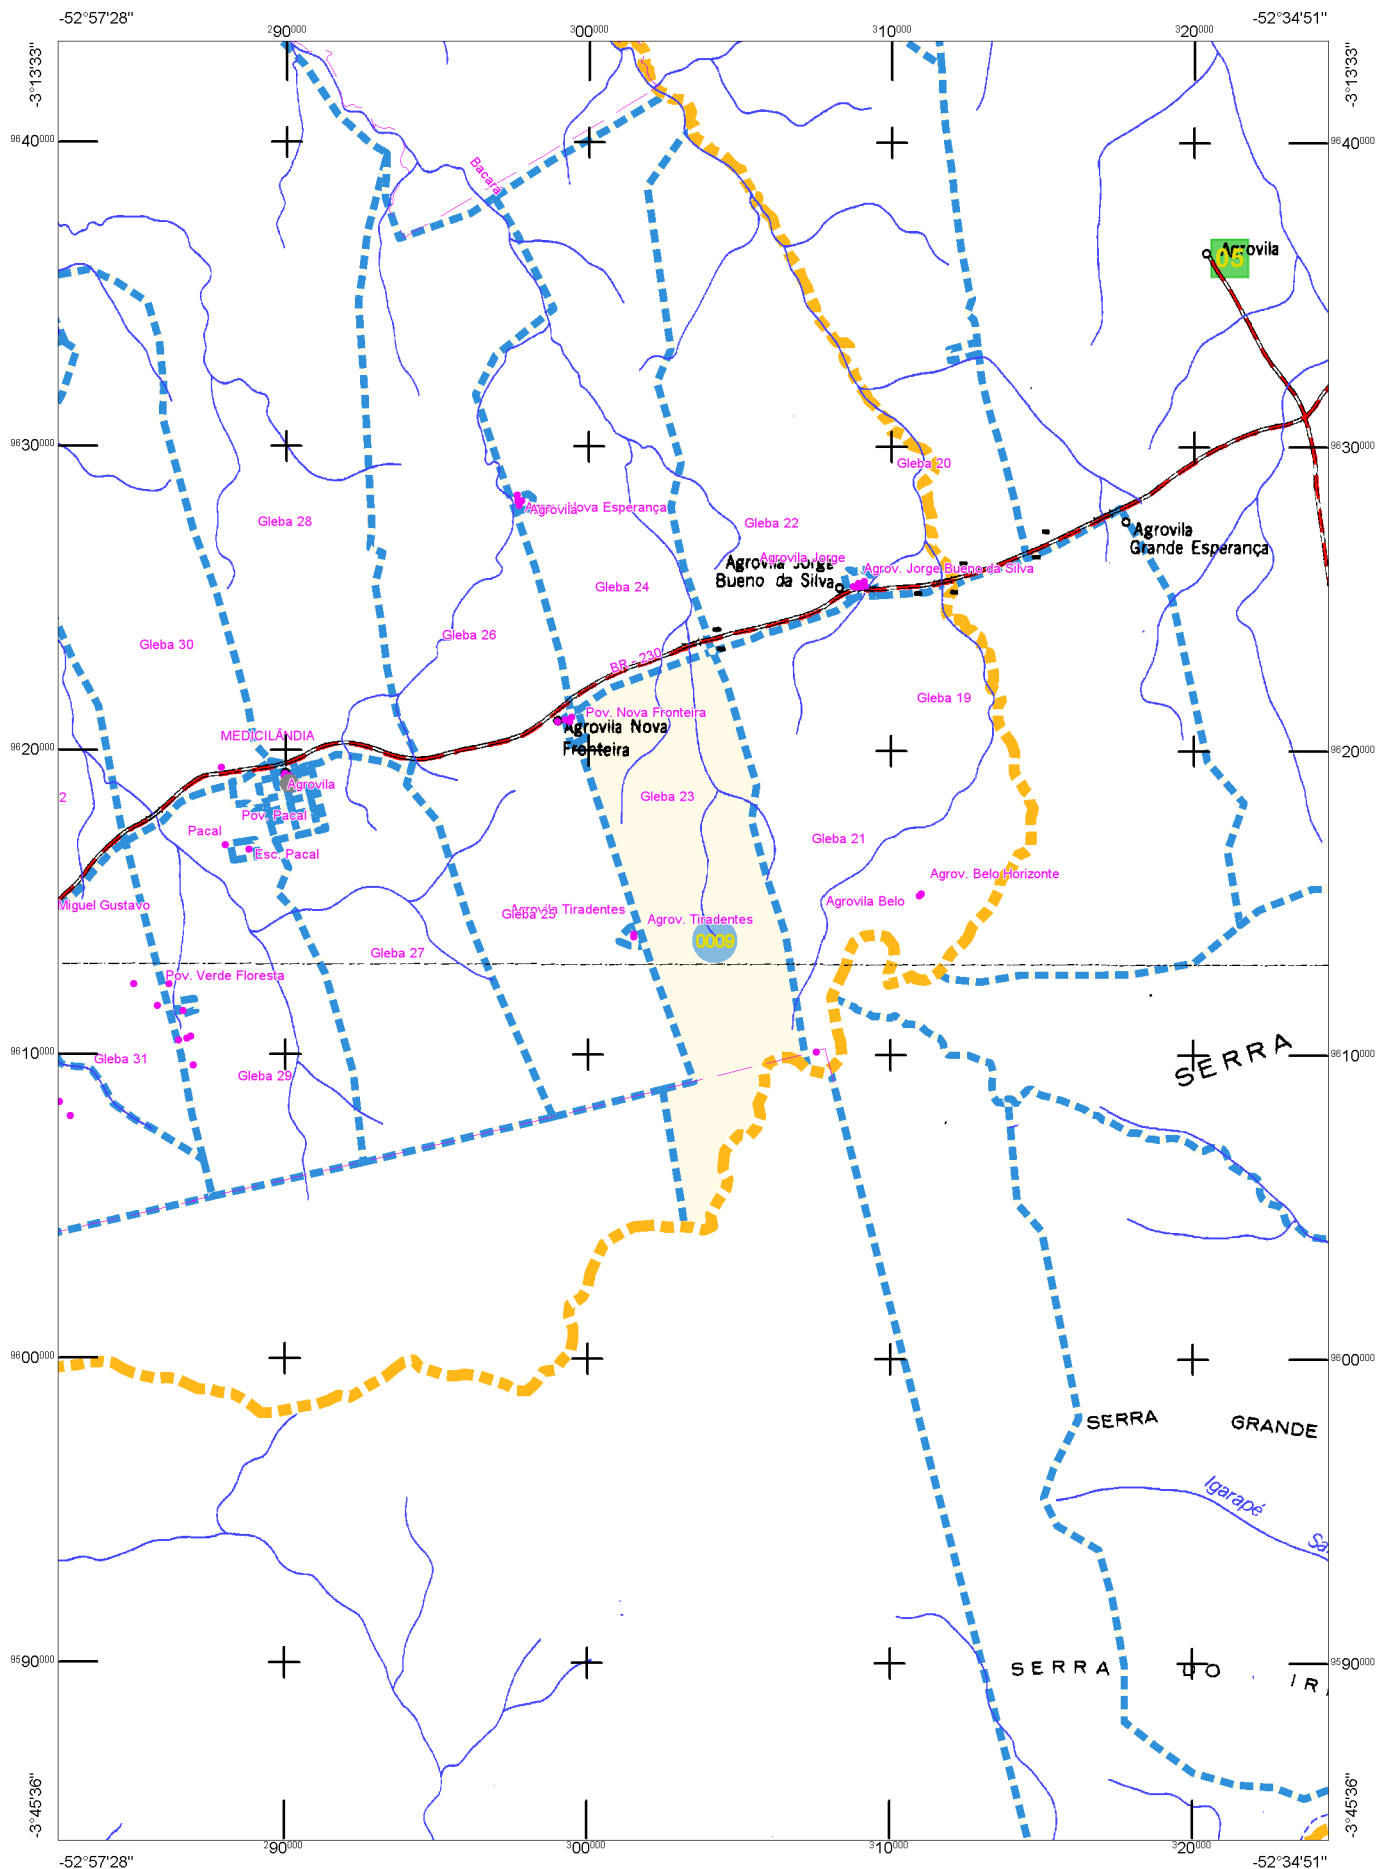 -52°57'28"
-52°34'51"
290000
300000
310000
320000
-3°13'33"
-3°13'33"
9640000
9640000
Bacará
Agrovila
05
9630000
9630000
Gleba 20
Agrovila
Nova Esperança
Gleba 28
Gleba 22
Agrovila
Grande Esperança
Agrovila Jorge
Agrovila Jorge
Bueno da Silva
Agrov. Jorge Bueno da Silva
Gleba 24
Gleba 26
Gleba 30
BR - 230
Gleba 19
Pov. Nova Fronteira
Agrovila Nova
Fronteira
MEDICILÂNDIA
9620000
9620000
Agrovila
2
Gleba 23
Pov. Pacal
Pacal
Gleba 21
Esc. Pacal
Agrov. Belo Horizonte
Agrovila Belo
Miguel Gustavo
Agrovila Tiradentes
Gleba 25
Agrov. Tiradentes
0009
Gleba 27
Pov. Verde Floresta
9610000
9610000
Gleba 31
Gleba 29
SERRA
9600000
9600000
SERRA GRANDE
Igarapé
Sa
9590000
9590000
SERRA DO IRI
-3°45'36"
-3°45'36"
290000
300000
310000
320000
-52°57'28"
-52°34'51"